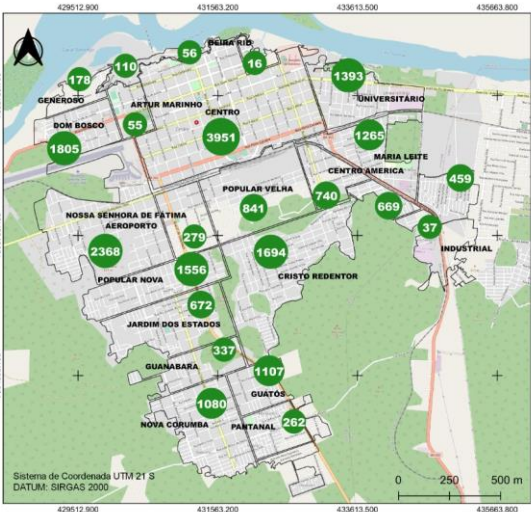 429512.900 431563.200 433613.500 435663.800
BEIRA RIO
56
110
16
178
1393
GENEROSO
ARTUR MARINHO
UNIVERSITÁRIO
CENTRO
DOM BOSCO
55
3951
1265
1805
MARIA LEITE
CENTRO AMERICA
POPULAR VELHA
459
740
841
669
NOSSA SENHORA DE FÁTIMA
AEROPORTO
37
279
2368
1694
INDUSTRIAL
1556
CRISTO REDENTOR
POPULAR NOVA
672
JARDIM DOS ESTADOS
337
GUANABARA
1107
GUATÓS
1080
262
NOVA CORUMBA
PANTANAL
Sistema de Coordenada UTM 21 S
DATUM: SIRGAS 2000
0 250 500 m
429512.900 431563.200 433613.500 435663.800